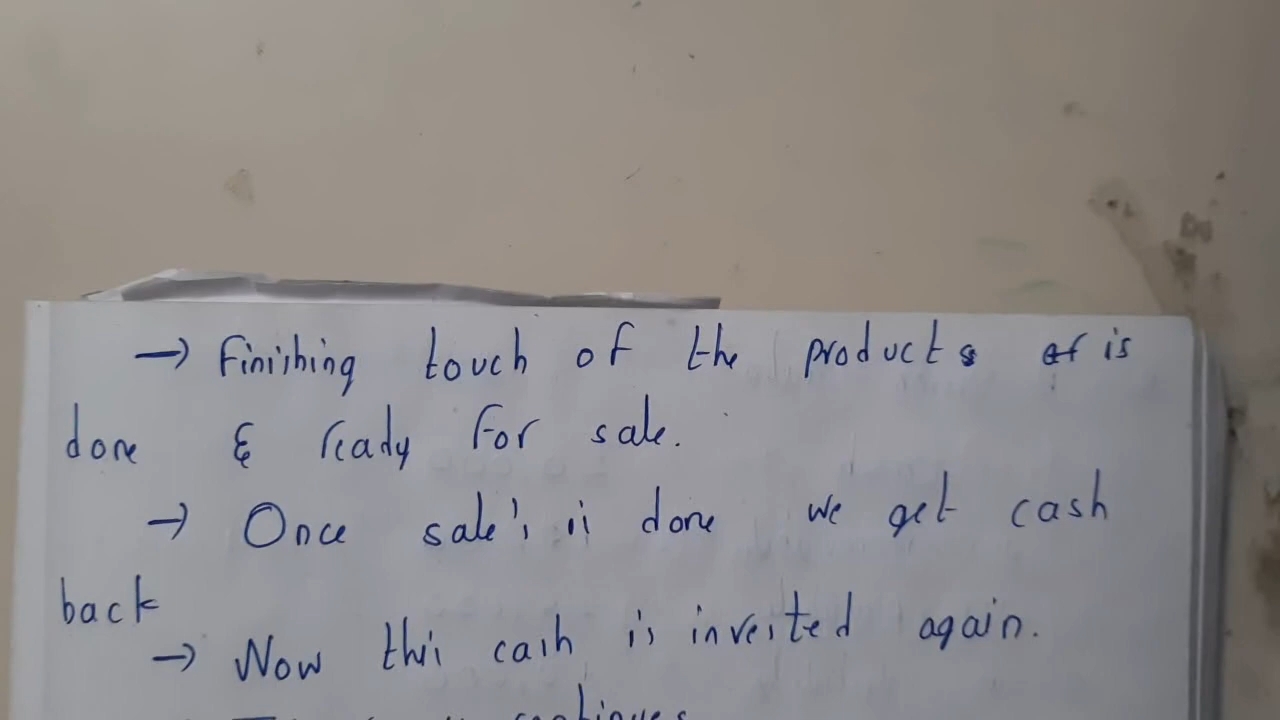 → Finishing touch of the products is
done & ready for sale.
→ Once sale's is done we get cash
back
→ Now this cash is invested again.
continues